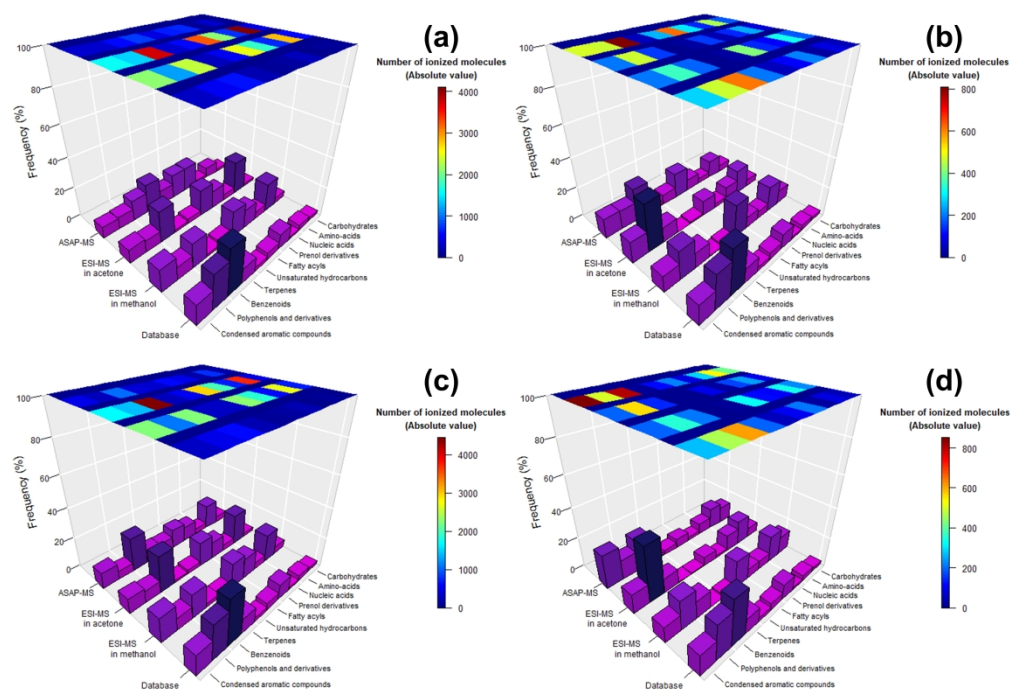 (a)
Number of ionized molecules
(Absolute value)
4000
3000
2000
1000
0
100
80
60
40
20
0
Frequency (%)
ASAP-MS
ESI-MS
in acetone
ESI-MS
in methanol
Database
Carbohydrates
Amino-acids
Nucleic acids
Prenol derivatives
Fatty acyls
Unsaturated hydrocarbons
Terpenes
Benzenoids
Polyphenols and derivatives
Condensed aromatic compounds
(b)
Number of ionized molecules
(Absolute value)
800
600
400
200
0
100
80
60
40
20
0
Frequency (%)
ASAP-MS
ESI-MS
in acetone
ESI-MS
in methanol
Database
Carbohydrates
Amino-acids
Nucleic acids
Prenol derivatives
Fatty acyls
Unsaturated hydrocarbons
Terpenes
Benzenoids
Polyphenols and derivatives
Condensed aromatic compounds
(c)
Number of ionized molecules
(Absolute value)
4000
3000
2000
1000
0
100
80
60
40
20
0
Frequency (%)
ASAP-MS
ESI-MS
in acetone
ESI-MS
in methanol
Database
Carbohydrates
Amino-acids
Nucleic acids
Prenol derivatives
Fatty acyls
Unsaturated hydrocarbons
Terpenes
Benzenoids
Polyphenols and derivatives
Condensed aromatic compounds
(d)
Number of ionized molecules
(Absolute value)
800
600
400
200
0
100
80
60
40
20
0
Frequency (%)
ASAP-MS
ESI-MS
in acetone
ESI-MS
in methanol
Database
Carbohydrates
Amino-acids
Nucleic acids
Prenol derivatives
Fatty acyls
Unsaturated hydrocarbons
Terpenes
Benzenoids
Polyphenols and derivatives
Condensed aromatic compounds